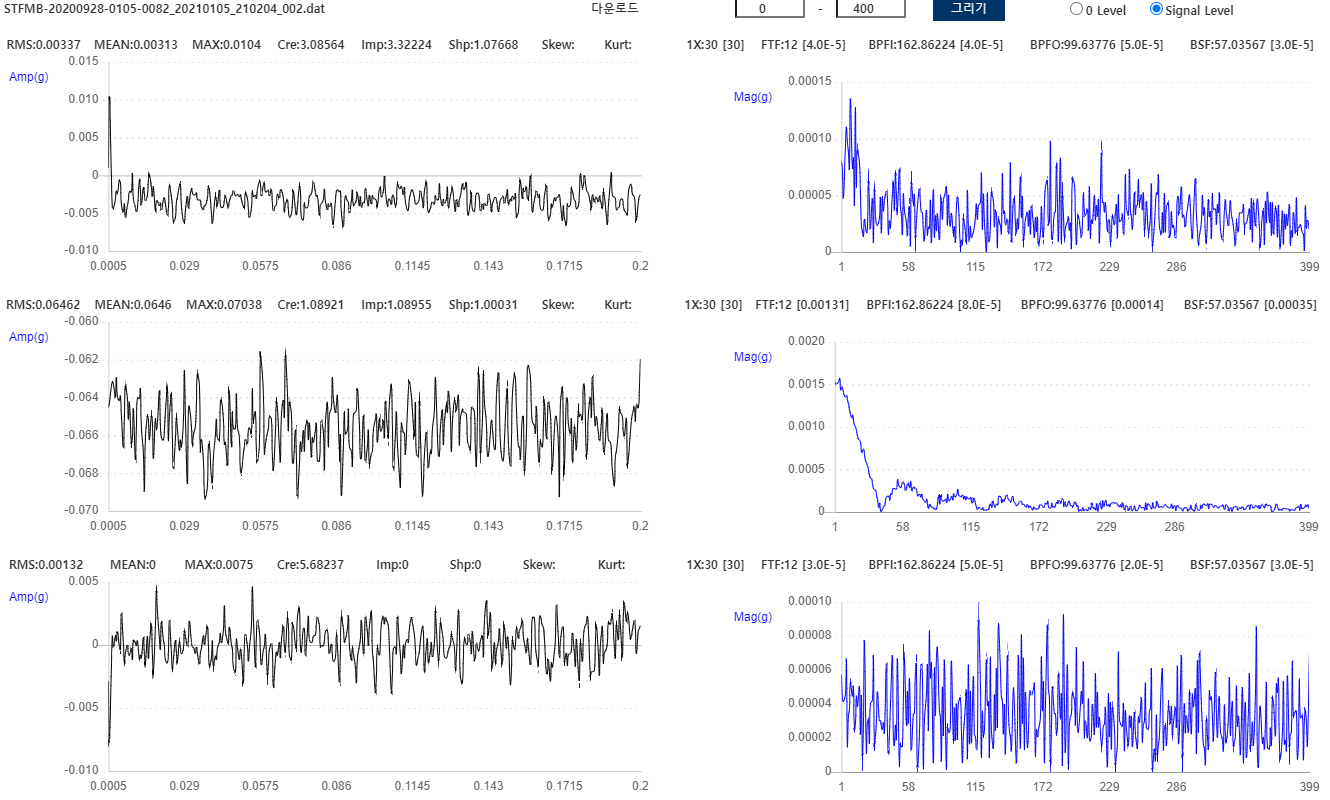 STFMB-20200928-0105-0082_20210105_210204_002.dat 다운로드 0 - 400 그리기 0 Level Signal Level
RMS:0.00337 MEAN:0.00313 MAX:0.0104 Cre:3.08564 Imp:3.32224 Shp:1.07668 Skew: Kurt: 1X:30 [30] FTF:12 [4.0E-5] BPFI:162.86224 [4.0E-5] BPFO:99.63776 [5.0E-5] BSF:57.03567 [3.0E-5]
Amp(g)
0.015
0.010
0.005
0
-0.005
-0.010
0.0005 0.029 0.0575 0.086 0.1145 0.143 0.1715 0.2
Mag(g)
0.00015
0.00010
0.00005
0
1 58 115 172 229 286 399
RMS:0.06462 MEAN:0.0646 MAX:0.07038 Cre:1.08921 Imp:1.08955 Shp:1.00031 Skew: Kurt: 1X:30 [30] FTF:12 [0.00131] BPFI:162.86224 [8.0E-5] BPFO:99.63776 [0.00014] BSF:57.03567 [0.00035]
Amp(g)
-0.060
-0.062
-0.064
-0.066
-0.068
-0.070
0.0005 0.029 0.0575 0.086 0.1145 0.143 0.1715 0.2
Mag(g)
0.0020
0.0015
0.0010
0.0005
0
1 58 115 172 229 286 399
RMS:0.00132 MEAN:0 MAX:0.0075 Cre:5.68237 Imp:0 Shp:0 Skew: Kurt: 1X:30 [30] FTF:12 [3.0E-5] BPFI:162.86224 [5.0E-5] BPFO:99.63776 [2.0E-5] BSF:57.03567 [3.0E-5]
Amp(g)
0.005
0
-0.005
-0.010
0.0005 0.029 0.0575 0.086 0.1145 0.143 0.1715 0.2
Mag(g)
0.00010
0.00008
0.00006
0.00004
0.00002
0
1 58 115 172 229 286 399